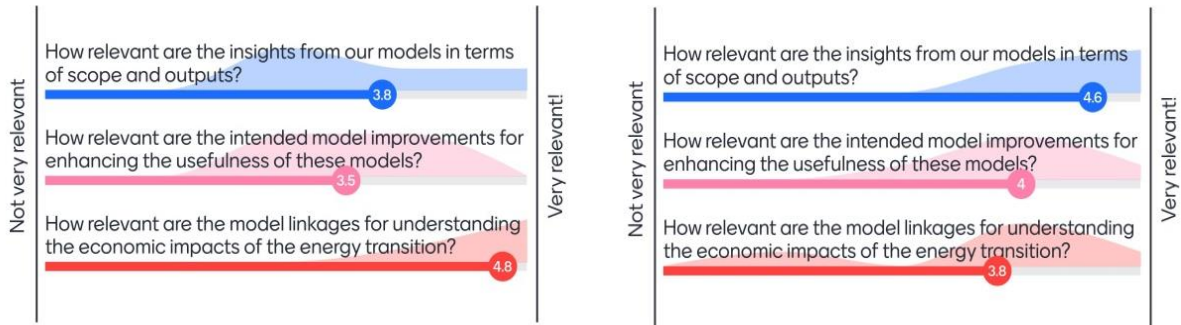 Not very relevant
How relevant are the insights from our models in terms
of scope and outputs?
3.8
How relevant are the intended model improvements for
enhancing the usefulness of these models?
3.5
How relevant are the model linkages for understanding
the economic impacts of the energy transition?
4.8
Very relevant!
Not very relevant
How relevant are the insights from our models in terms
of scope and outputs?
4.6
How relevant are the intended model improvements for
enhancing the usefulness of these models?
4
How relevant are the model linkages for understanding
the economic impacts of the energy transition?
3.8
Very relevant!